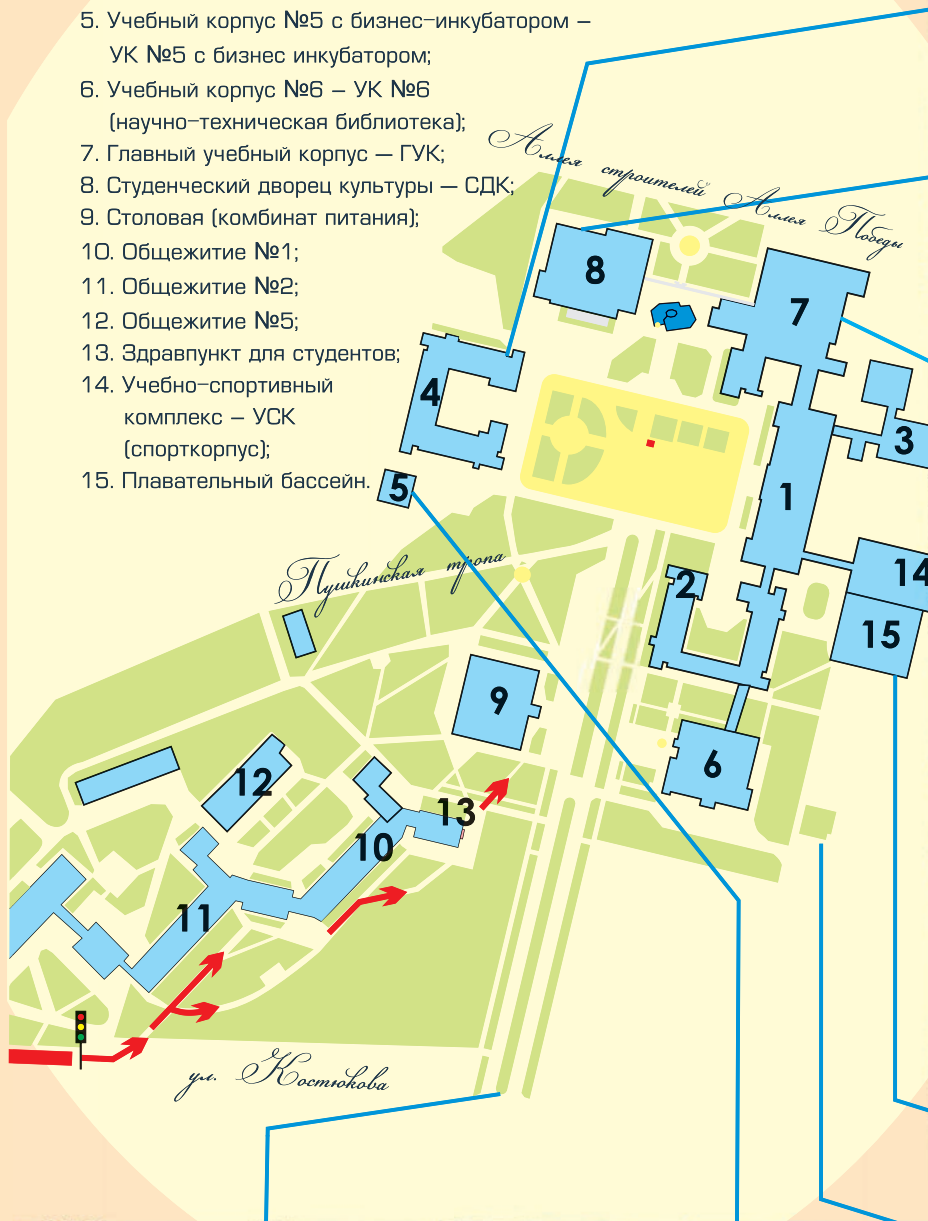 5. Учебный корпус №5 с бизнес-инкубатором –
УК №5 с бизнес инкубатором;
6. Учебный корпус №6 – УК №6
(научно-техническая библиотека);
7. Главный учебный корпус — ГУК;
8. Студенческий дворец культуры — СДК;
9. Столовая (комбинат питания);
10. Общежитие №1;
11. Общежитие №2;
12. Общежитие №5;
13. Здравпункт для студентов;
14. Учебно-спортивный
комплекс – УСК
(спорткорпус);
15. Плавательный бассейн.
Аллея строителей
Аллея Победы
8
7
4
3
5
1
Пушкинская тропа
2
14
15
9
6
12
13
10
11
ул. Костюкова